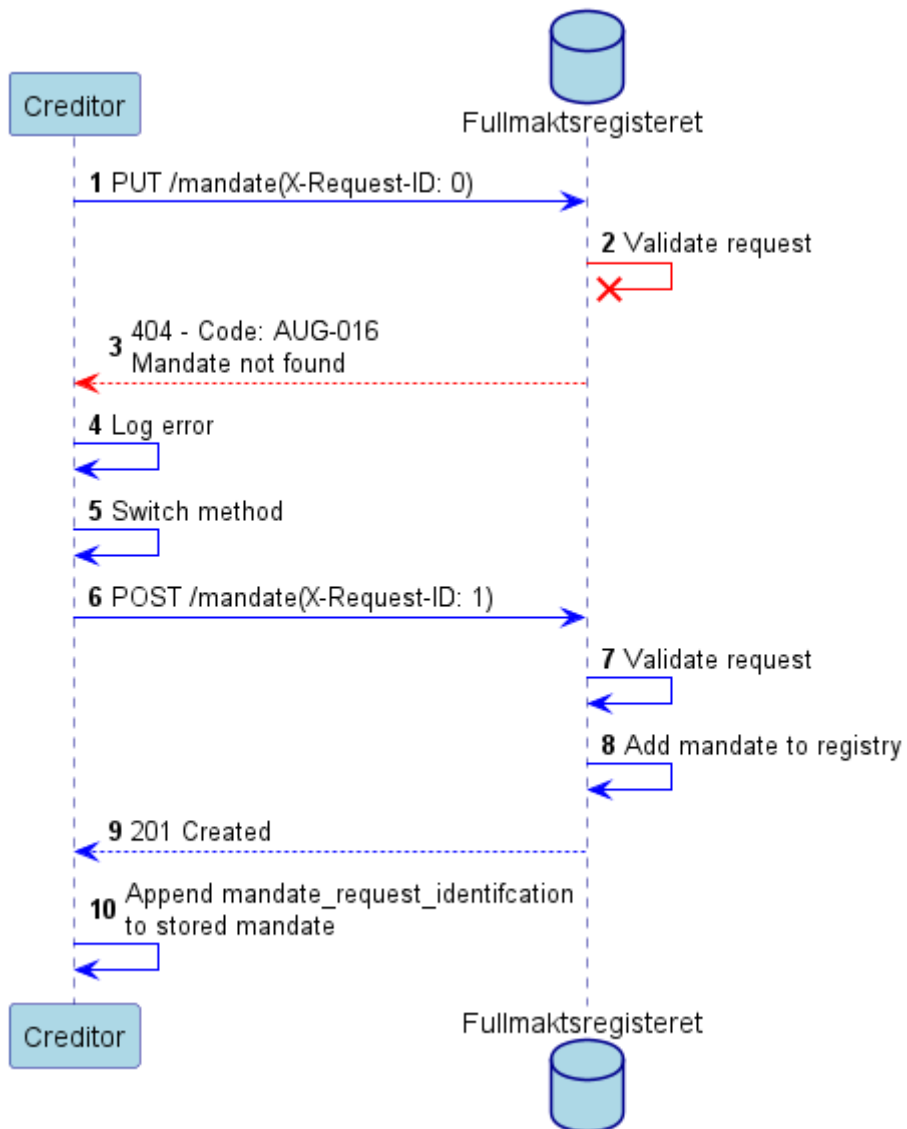 Creditor
Fullmaktsregisteret
1 PUT /mandate(X-Request-ID: 0)
2 Validate request
3 404 - Code: AUG-016
Mandate not found
4 Log error
5 Switch method
6 POST /mandate(X-Request-ID: 1)
7 Validate request
8 Add mandate to registry
9 201 Created
10 Append mandate_request_identifcation
to stored mandate
Creditor
Fullmaktsregisteret